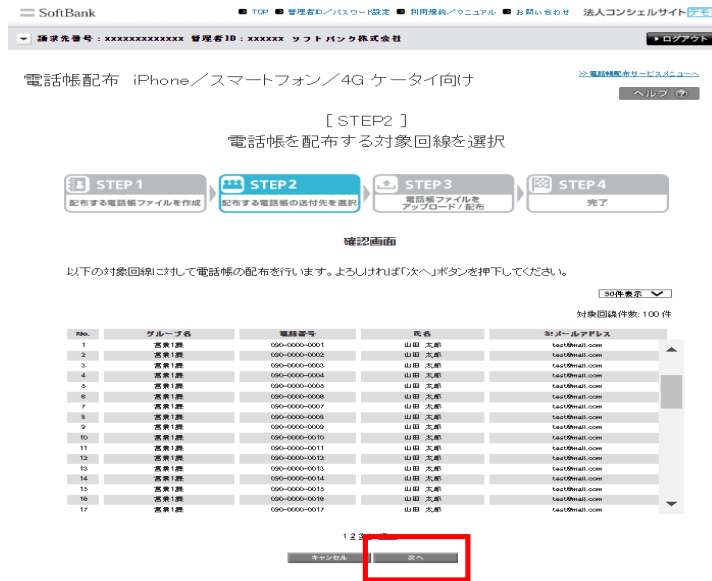 SoftBank
TOP 管理者ID/パスワード設定 利用規約/マニュアル お問い合わせ 法人コンシェルサイト デモ
請求先番号：xxxxxxxxxxxxx 管理者ID：xxxxxx ソフトバンク株式会社 ログアウト
電話帳配布 iPhone／スマートフォン／4G ケータイ向け
>> 電話帳配布サービスメニューへ
ヘルプ ?
[ STEP2 ]
電話帳を配布する対象回線を選択
STEP1
配布する電話帳ファイルを作成
STEP2
配布する電話帳の送付先を選択
STEP3
電話帳ファイルを
アップロード/配布
STEP4
完了
確認画面
以下の対象回線に対して電話帳の配布を行います。よろしければ「次へ」ボタンを押下してください。
50件表示
対象回線件数: 100 件
No. グループ名 電話番号 氏名 S!メールアドレス
1 営業1課 090-0000-0001 山田 太郎 test@mail.com
2 営業1課 090-0000-0002 山田 太郎 test@mail.com
3 営業1課 090-0000-0003 山田 太郎 test@mail.com
4 営業1課 090-0000-0004 山田 太郎 test@mail.com
5 営業1課 090-0000-0005 山田 太郎 test@mail.com
6 営業1課 090-0000-0006 山田 太郎 test@mail.com
7 営業1課 090-0000-0007 山田 太郎 test@mail.com
8 営業1課 090-0000-0008 山田 太郎 test@mail.com
9 営業1課 090-0000-0009 山田 太郎 test@mail.com
10 営業1課 090-0000-0010 山田 太郎 test@mail.com
11 営業1課 090-0000-0011 山田 太郎 test@mail.com
12 営業1課 090-0000-0012 山田 太郎 test@mail.com
13 営業1課 090-0000-0013 山田 太郎 test@mail.com
14 営業1課 090-0000-0014 山田 太郎 test@mail.com
15 営業1課 090-0000-0015 山田 太郎 test@mail.com
16 営業1課 090-0000-0016 山田 太郎 test@mail.com
17 営業1課 090-0000-0017 山田 太郎 test@mail.com
1 2 3
キャンセル 次へ